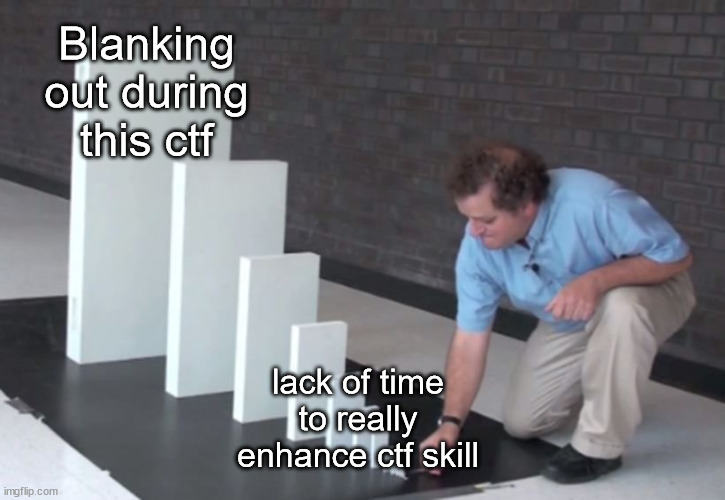 Blanking
out during
this ctf
lack of time
to really
enhance ctf skill
imgflip.com